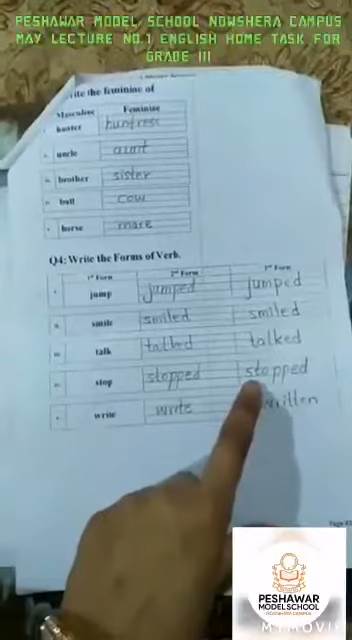 PESHAWAR MODEL SCHOOL NOWSHERA CAMPUS
MAY LECTURE NO.1 ENGLISH HOME TASK FOR
GRADE III
ite the feminine of
Masculine Feminine
hunter huntress
uncle aunt
brother sister
bull cow
horse mare
Q4: Write the Forms of Verb.
1st Form 2nd Form 3rd Form
jump jumped jumped
smile smiled smiled
talk talked talked
stop stopped stopped
write write written
Page
PESHAWAR
MODEL SCHOOL